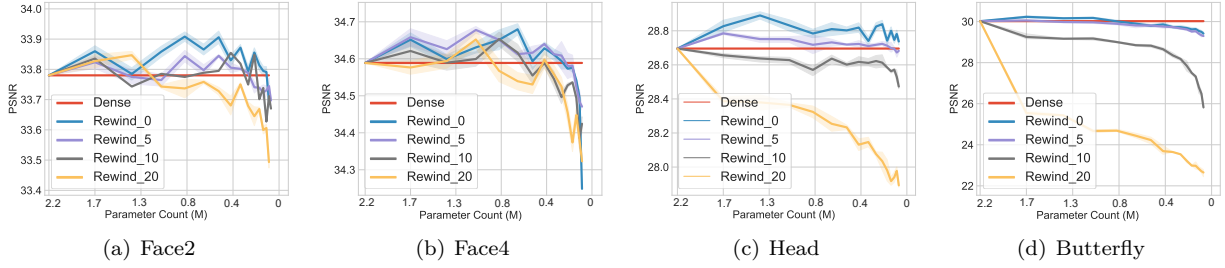 34.0
33.9
33.8
33.7
33.6
33.5
33.4
PSNR
Dense
Rewind_0
Rewind_5
Rewind_10
Rewind_20
2.2 1.7 1.3 0.8 0.4 0
Parameter Count (M)
(a) Face2
34.7
34.6
34.5
34.4
34.3
PSNR
Dense
Rewind_0
Rewind_5
Rewind_10
Rewind_20
2.2 1.7 1.3 0.8 0.4 0
Parameter Count (M)
(b) Face4
28.8
28.6
28.4
28.2
28.0
PSNR
Dense
Rewind_0
Rewind_5
Rewind_10
Rewind_20
2.2 1.7 1.3 0.8 0.4 0
Parameter Count (M)
(c) Head
30
28
26
24
22
PSNR
Dense
Rewind_0
Rewind_5
Rewind_10
Rewind_20
2.2 1.7 1.3 0.8 0.4 0
Parameter Count (M)
(d) Butterfly